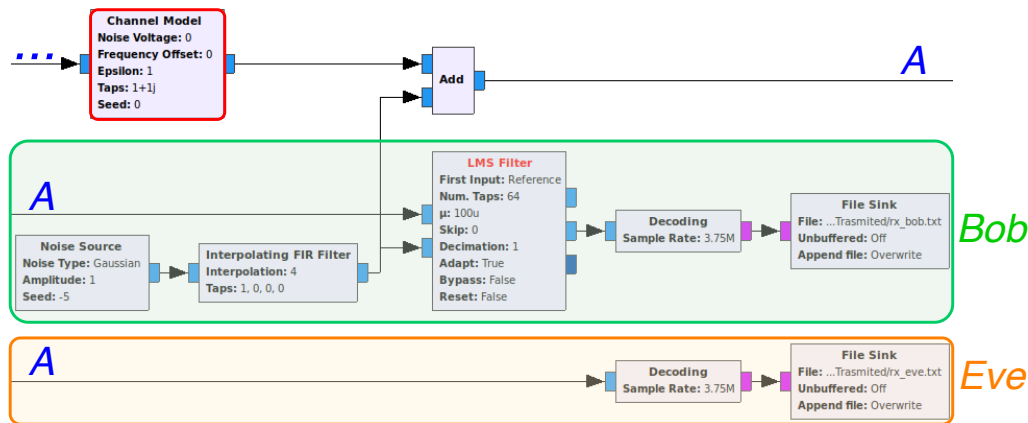 Channel Model
Noise Voltage: 0
Frequency Offset: 0
Epsilon: 1
Taps: 1+1j
Seed: 0
...
Add
A
A
LMS Filter
First Input: Reference
Num. Taps: 64
μ: 100u
Skip: 0
Decimation: 1
Adapt: True
Bypass: False
Reset: False
Noise Source
Noise Type: Gaussian
Amplitude: 1
Seed: -5
Interpolating FIR Filter
Interpolation: 4
Taps: 1, 0, 0, 0
Decoding
Sample Rate: 3.75M
File Sink
File: ...Trasmited/rx_bob.txt
Unbuffered: Off
Append file: Overwrite
Bob
A
Decoding
Sample Rate: 3.75M
File Sink
File: ...Trasmited/rx_eve.txt
Unbuffered: Off
Append file: Overwrite
Eve